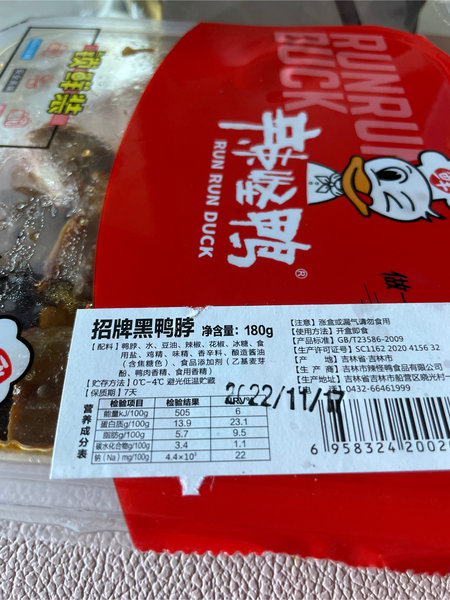 RUNRUN
DUCK
辣怪鸭
®
RUN RUN DUCK
招牌黑鸭脖 净含量: 180g
【配料】鸭脖、水、豆油、辣椒、花椒、冰糖、食
用盐、鸡精、味精、香辛料、酿造酱油
(含焦糖色)、食品添加剂(乙基麦芽
酚、鸭肉香精、食用香精)
【贮存方法】0℃~4℃ 避光低温贮藏
【保质期】7天
2022/11/17
营养成分表
检验项目 检验结果 NRV%
能量kJ/100g 505 6
蛋白质g/100g 13.9 23.1
脂肪g/100g 5.7 9.5
碳水化合物g/100g 3.4 1.1
钠(Na)mg/100g 4.4×10² 22
【注意】涨盒或漏气请勿食用
【使用方法】开盒即食
【产品标准】GB/T23586-2009
【生产许可证号】SC1162 2020 4156 32
【产地】吉林省 吉林市
【生产商】吉林市辣怪鸭食品有限公司
【生产地址】吉林省吉林市船营区晓光村
0432-66461999
6 958324 2002